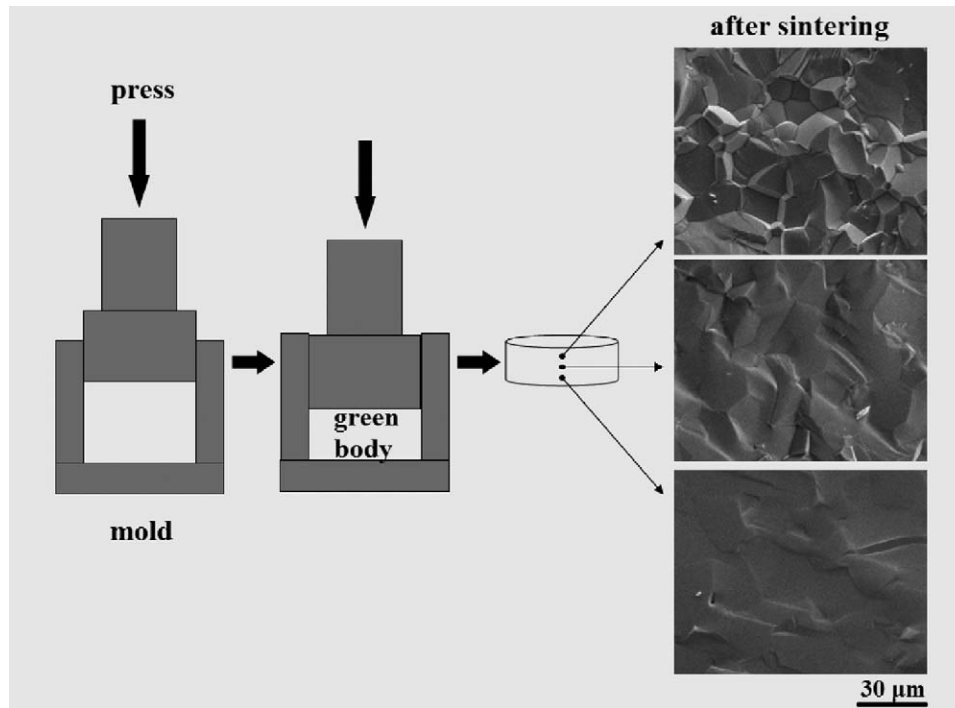 after sintering
press
green
body
mold
30 µm